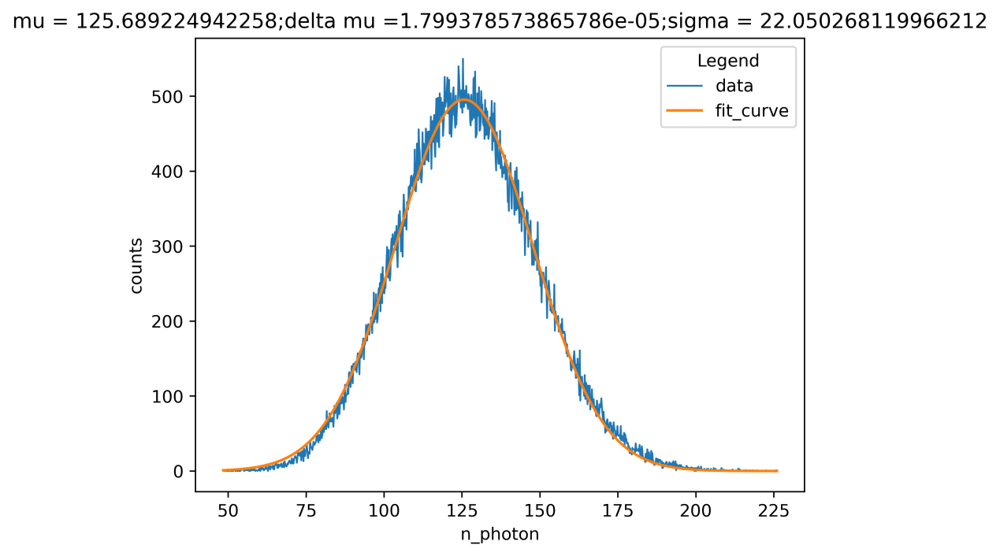 mu = 125.689224942258;delta mu =1.799378573865786e-05;sigma = 22.050268119966212
Legend
data
fit_curve
500
400
300
200
100
0
counts
50 75 100 125 150 175 200 225
n_photon